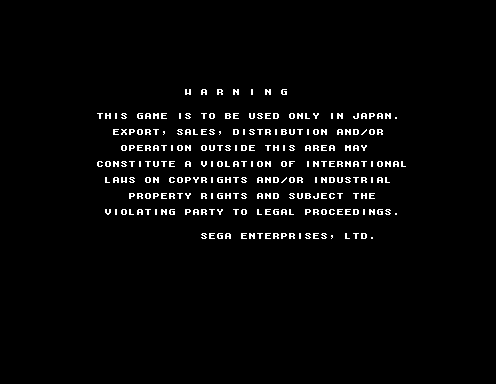 W A R N I N G
THIS GAME IS TO BE USED ONLY IN JAPAN.
EXPORT, SALES, DISTRIBUTION AND/OR
OPERATION OUTSIDE THIS AREA MAY
CONSTITUTE A VIOLATION OF INTERNATIONAL
LAWS ON COPYRIGHTS AND/OR INDUSTRIAL
PROPERTY RIGHTS AND SUBJECT THE
VIOLATING PARTY TO LEGAL PROCEEDINGS.
SEGA ENTERPRISES, LTD.